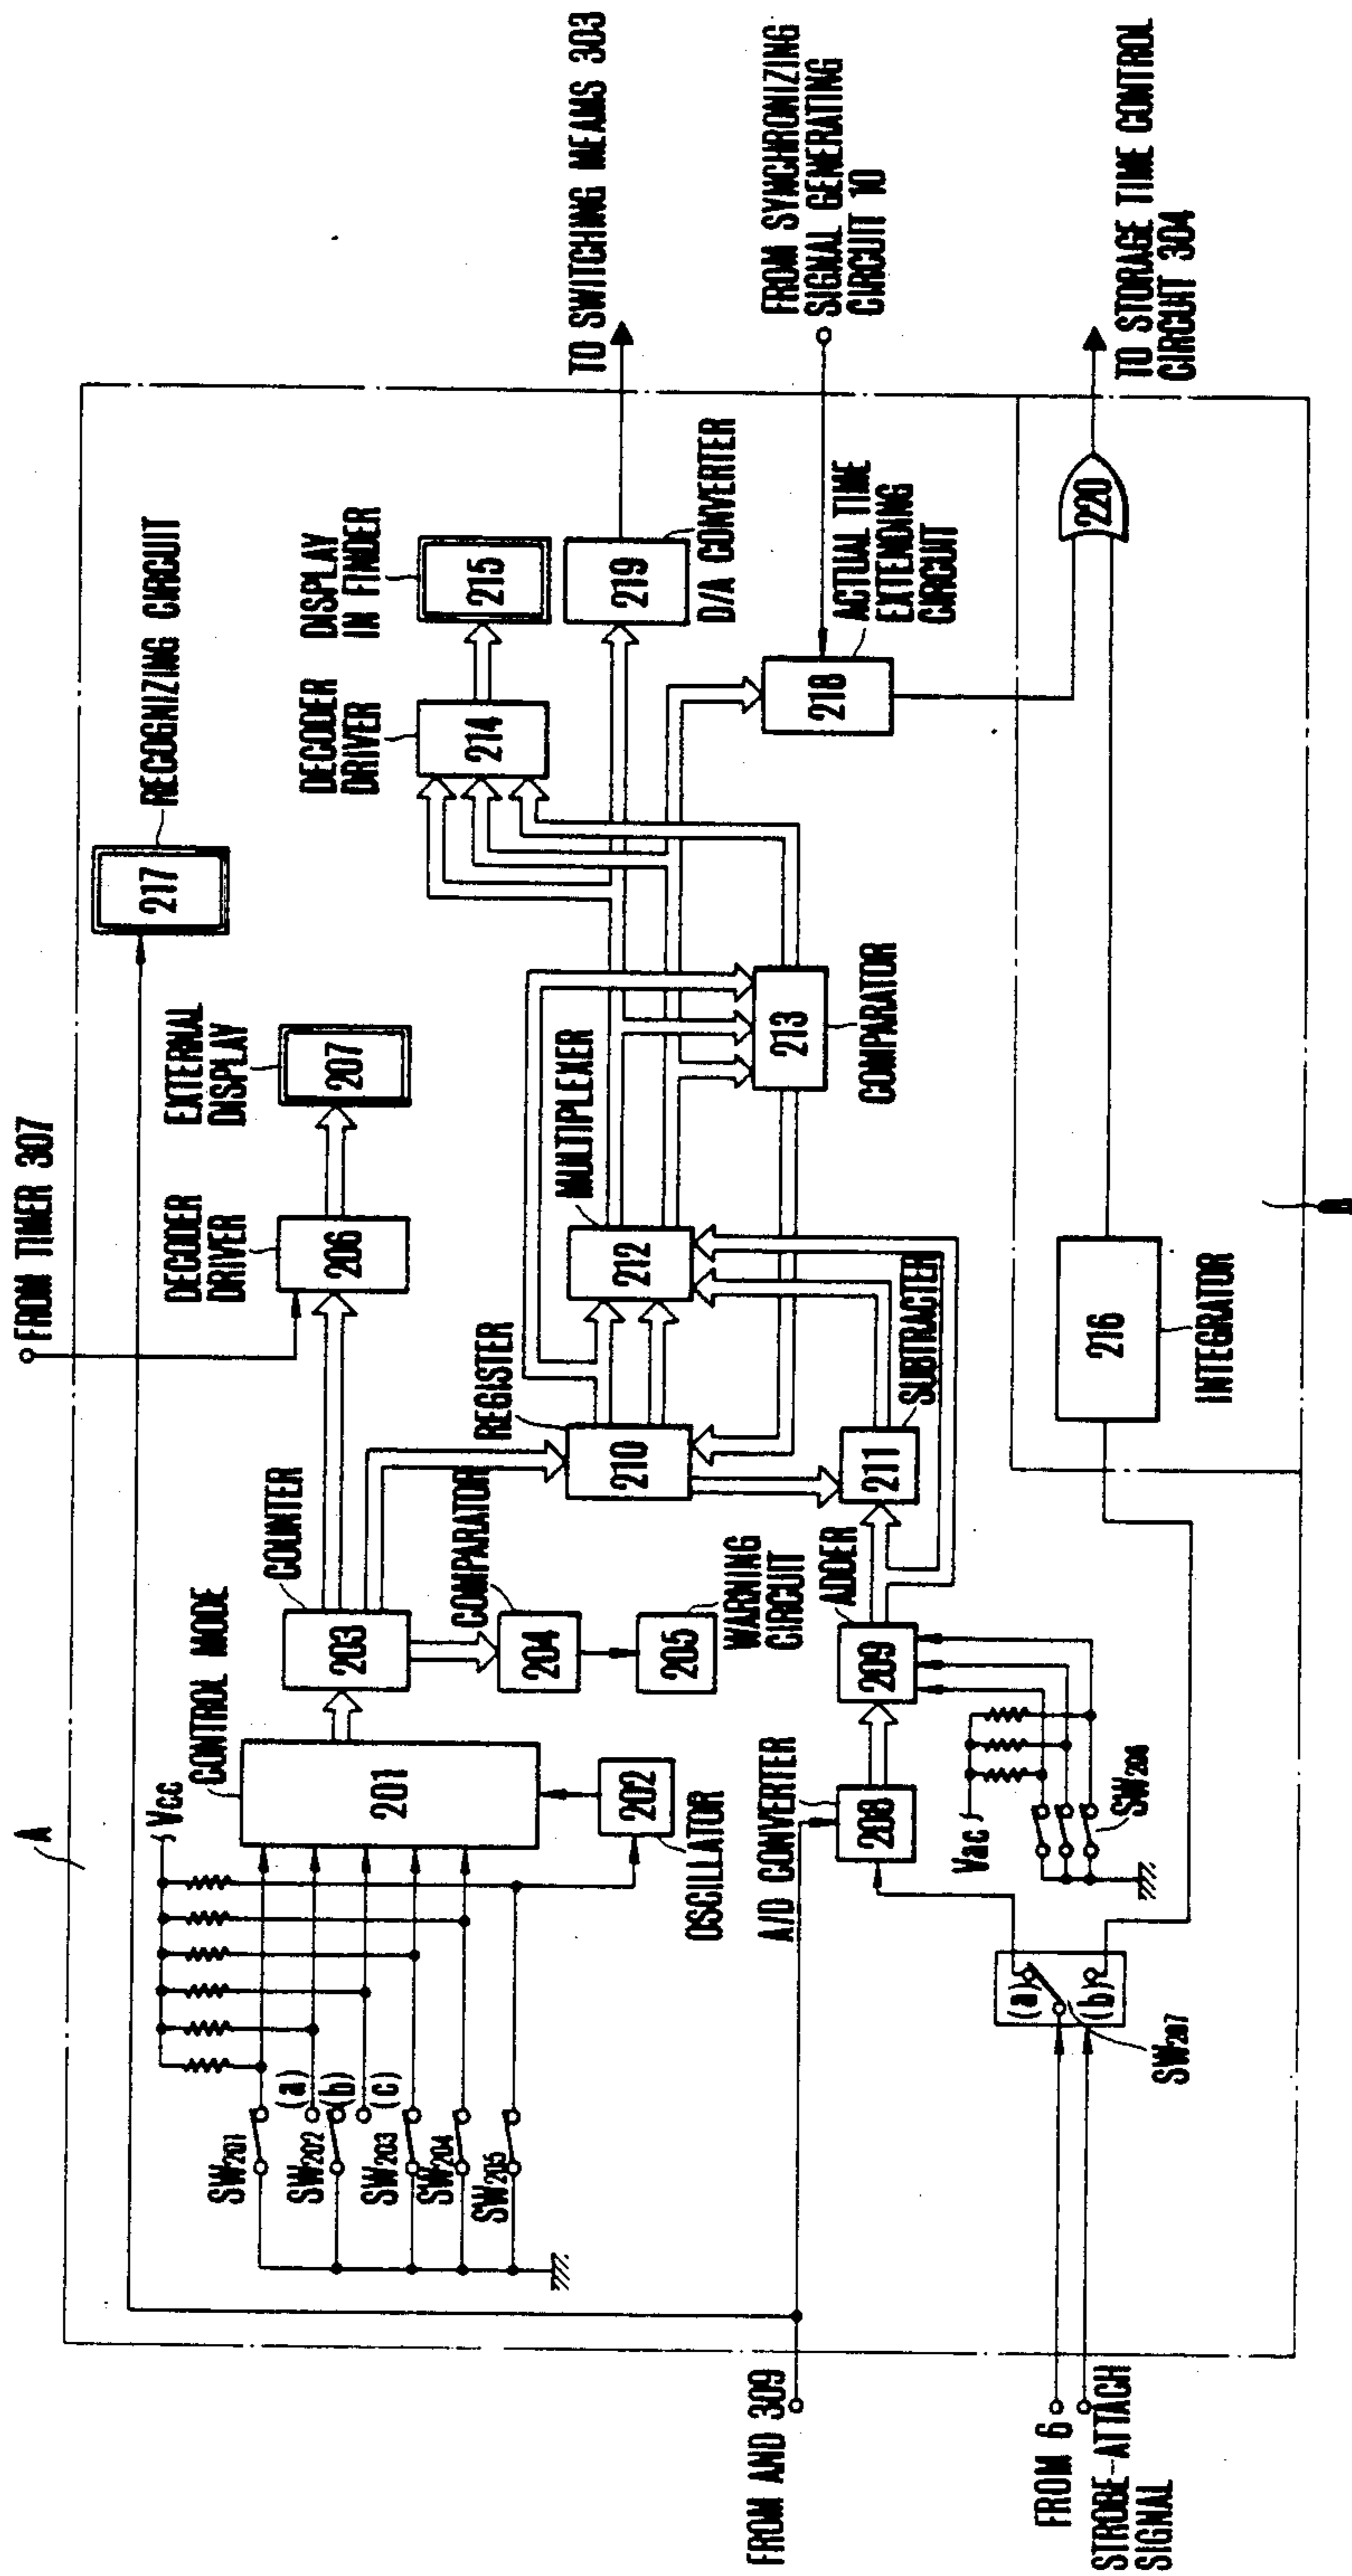 FROM TIMER 307
A
RECOGNIZING CIRCUIT
217
CONTROL MODE
Vcc
201
COUNTER
203
DECODER
DRIVER
206
EXTERNAL
DISPLAY
207
DECODER
DRIVER
214
DISPLAY
IN FINDER
215
TO SWITCHING MEAMS 303
SW201
SW202
(a)
(b)
(c)
SW203
SW204
SW205
202
OSCILLATOR
COMPARATOR
204
205
WARNING
CIRCUIT
REGISTER
210
MULTIPLEXER
212
219
D/A CONVERTER
FROM SYNCHRONIZING
SIGNAL GENERATING
CIRCUIT 10
213
COMPARATOR
218
ACTUAL TIME
EXTENDING
CIRCUIT
FROM AND 309
A/D CONVERTER
208
ADDER
209
211
SUBTRACTER
Vac
SW206
FROM 6
STROBE-ATTACH
SIGNAL
(a)
(b)
SW207
216
INTEGRATOR
220
TO STORAGE TIME CONTROL
CIRCUIT 304
B